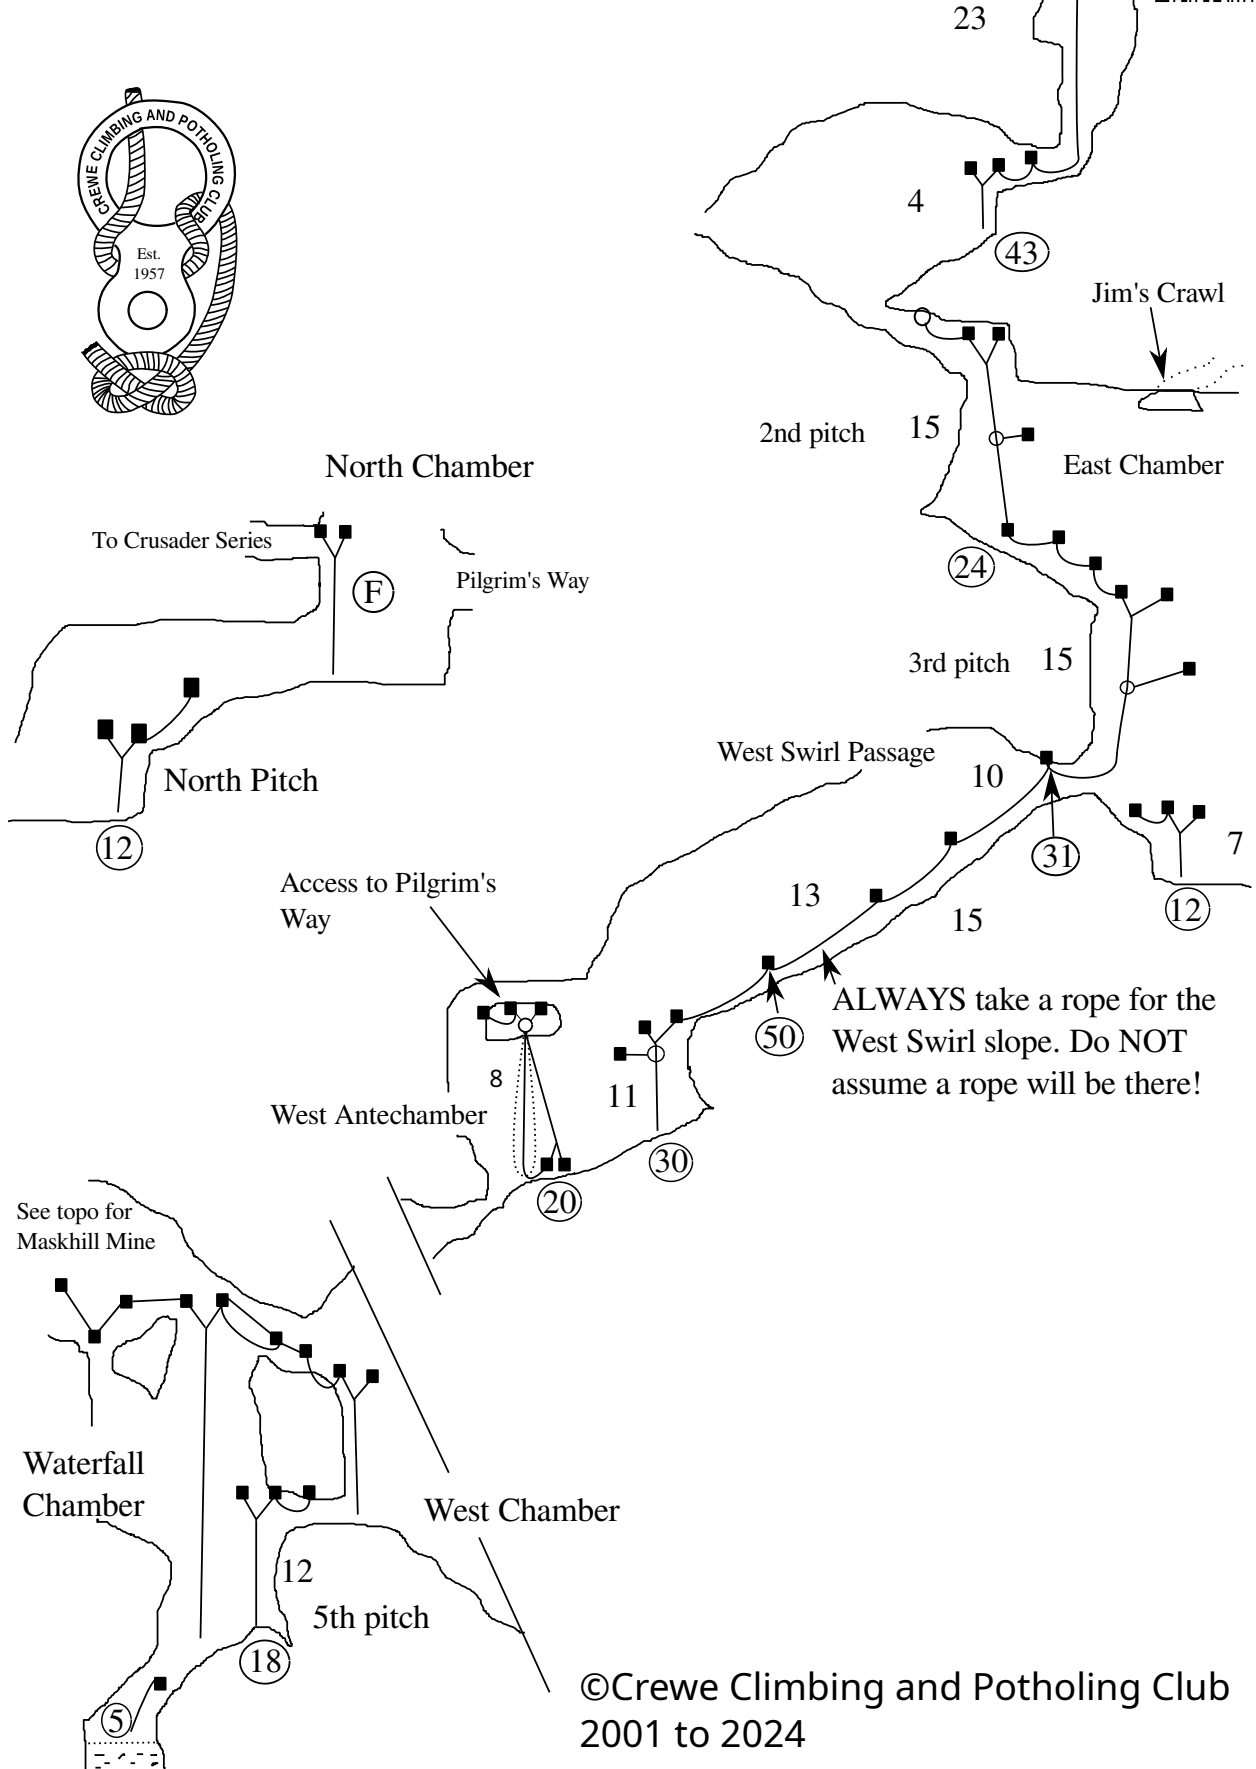 23
CREWE CLIMBING AND POTHOLING CLUB
Est.
1957
4
43
Jim's Crawl
2nd pitch
15
East Chamber
North Chamber
To Crusader Series
F
Pilgrim's Way
24
3rd pitch
15
North Pitch
12
West Swirl Passage
10
31
7
12
Access to Pilgrim's
Way
13
15
50
ALWAYS take a rope for the
West Swirl slope. Do NOT
assume a rope will be there!
8
11
West Antechamber
30
20
See topo for
Maskhill Mine
Waterfall
Chamber
West Chamber
12
5th pitch
18
5
©Crewe Climbing and Potholing Club
2001 to 2024